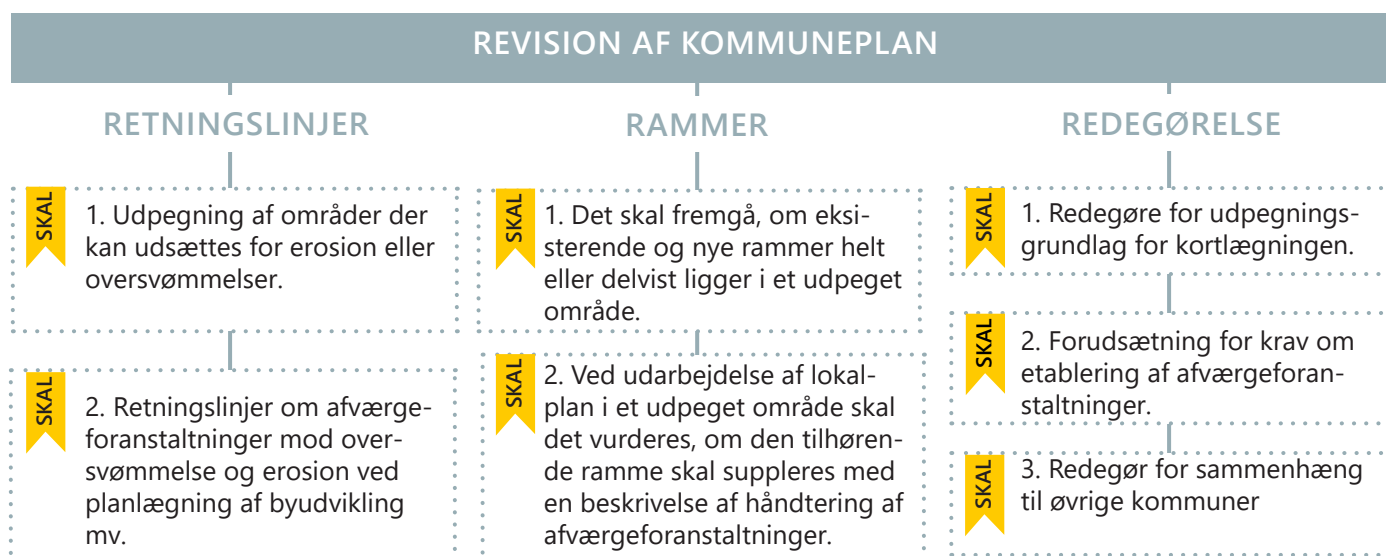 REVISION AF KOMMUNEPLAN
RETNINGSLINJER
SKAL
1. Udpegning af områder der
kan udsættes for erosion eller
oversvømmelser.
SKAL
2. Retningslinjer om afværge-
foranstaltninger mod over-
svømmelse og erosion ved
planlægning af byudvikling
mv.
RAMMER
SKAL
1. Det skal fremgå, om eksi-
sterende og nye rammer helt
eller delvist ligger i et udpeget
område.
SKAL
2. Ved udarbejdelse af lokal-
plan i et udpeget område skal
det vurderes, om den tilhøren-
de ramme skal suppleres med
en beskrivelse af håndtering af
afværgeforanstaltninger.
REDEGØRELSE
SKAL
1. Redegøre for udpegnings-
grundlag for kortlægningen.
SKAL
2. Forudsætning for krav om
etablering af afværgeforan-
staltninger.
SKAL
3. Redegør for sammenhæng
til øvrige kommuner